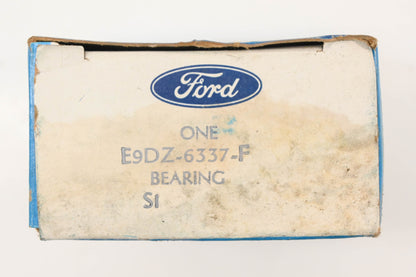 Ford
ONE
E9DZ-6337-F
BEARING
S1